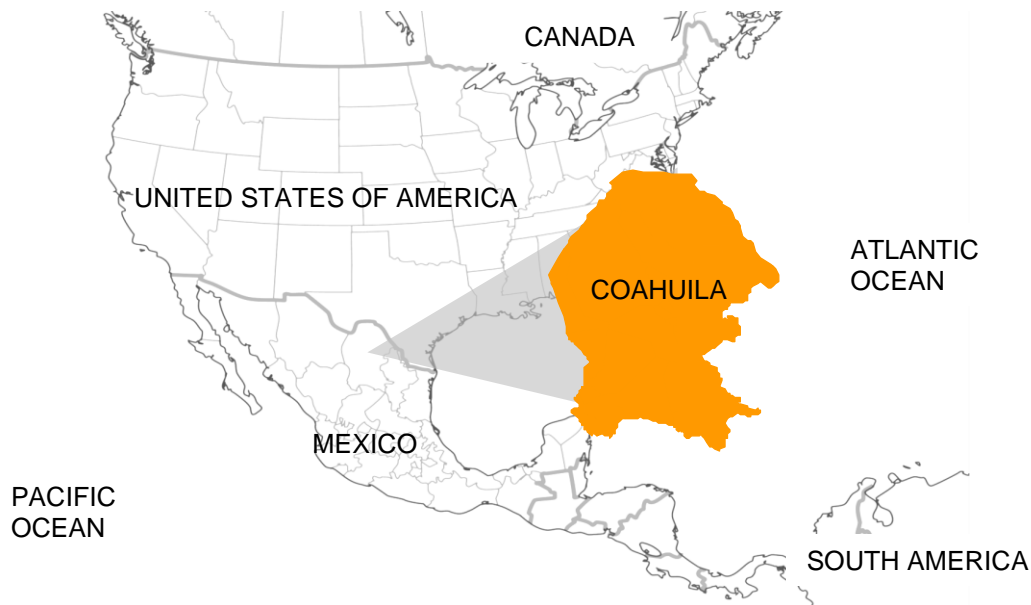 CANADA
UNITED STATES OF AMERICA
ATLANTIC
OCEAN
COAHUILA
MEXICO
PACIFIC
OCEAN
SOUTH AMERICA